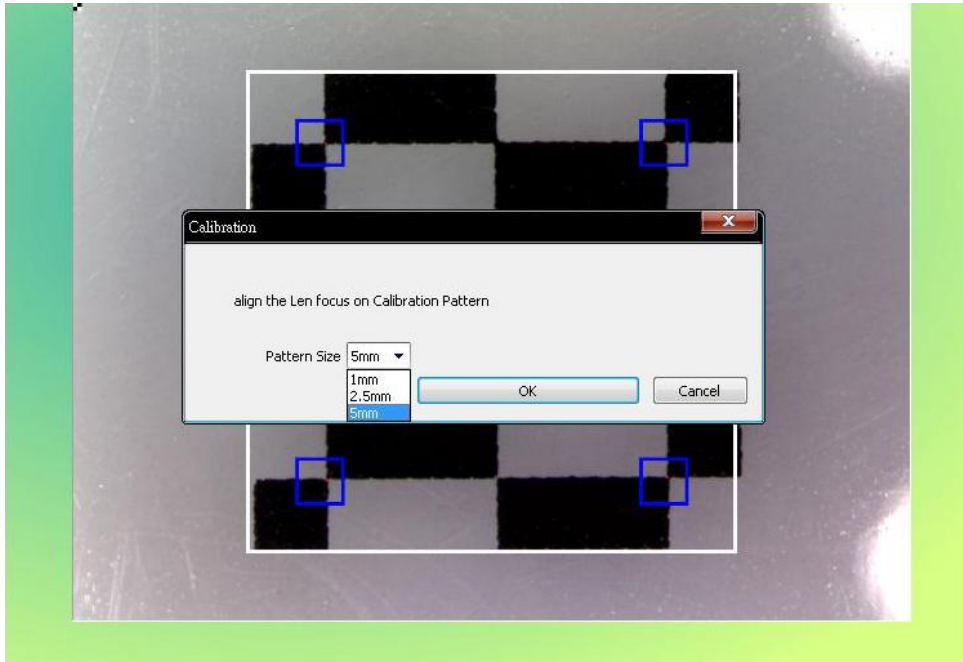 Calibration
align the Len focus on Calibration Pattern
Pattern Size 5mm
1mm
2.5mm
5mm
OK
Cancel